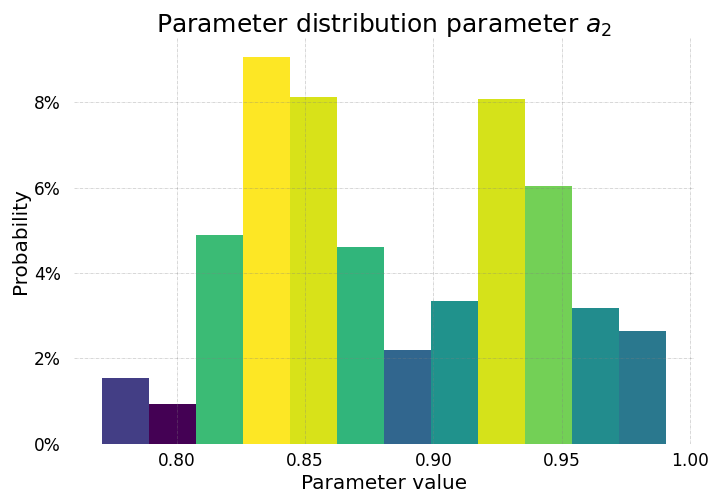 Parameter distribution parameter $a_2$
Probability
8%
6%
4%
2%
0%
0.80 0.85 0.90 0.95 1.00
Parameter value